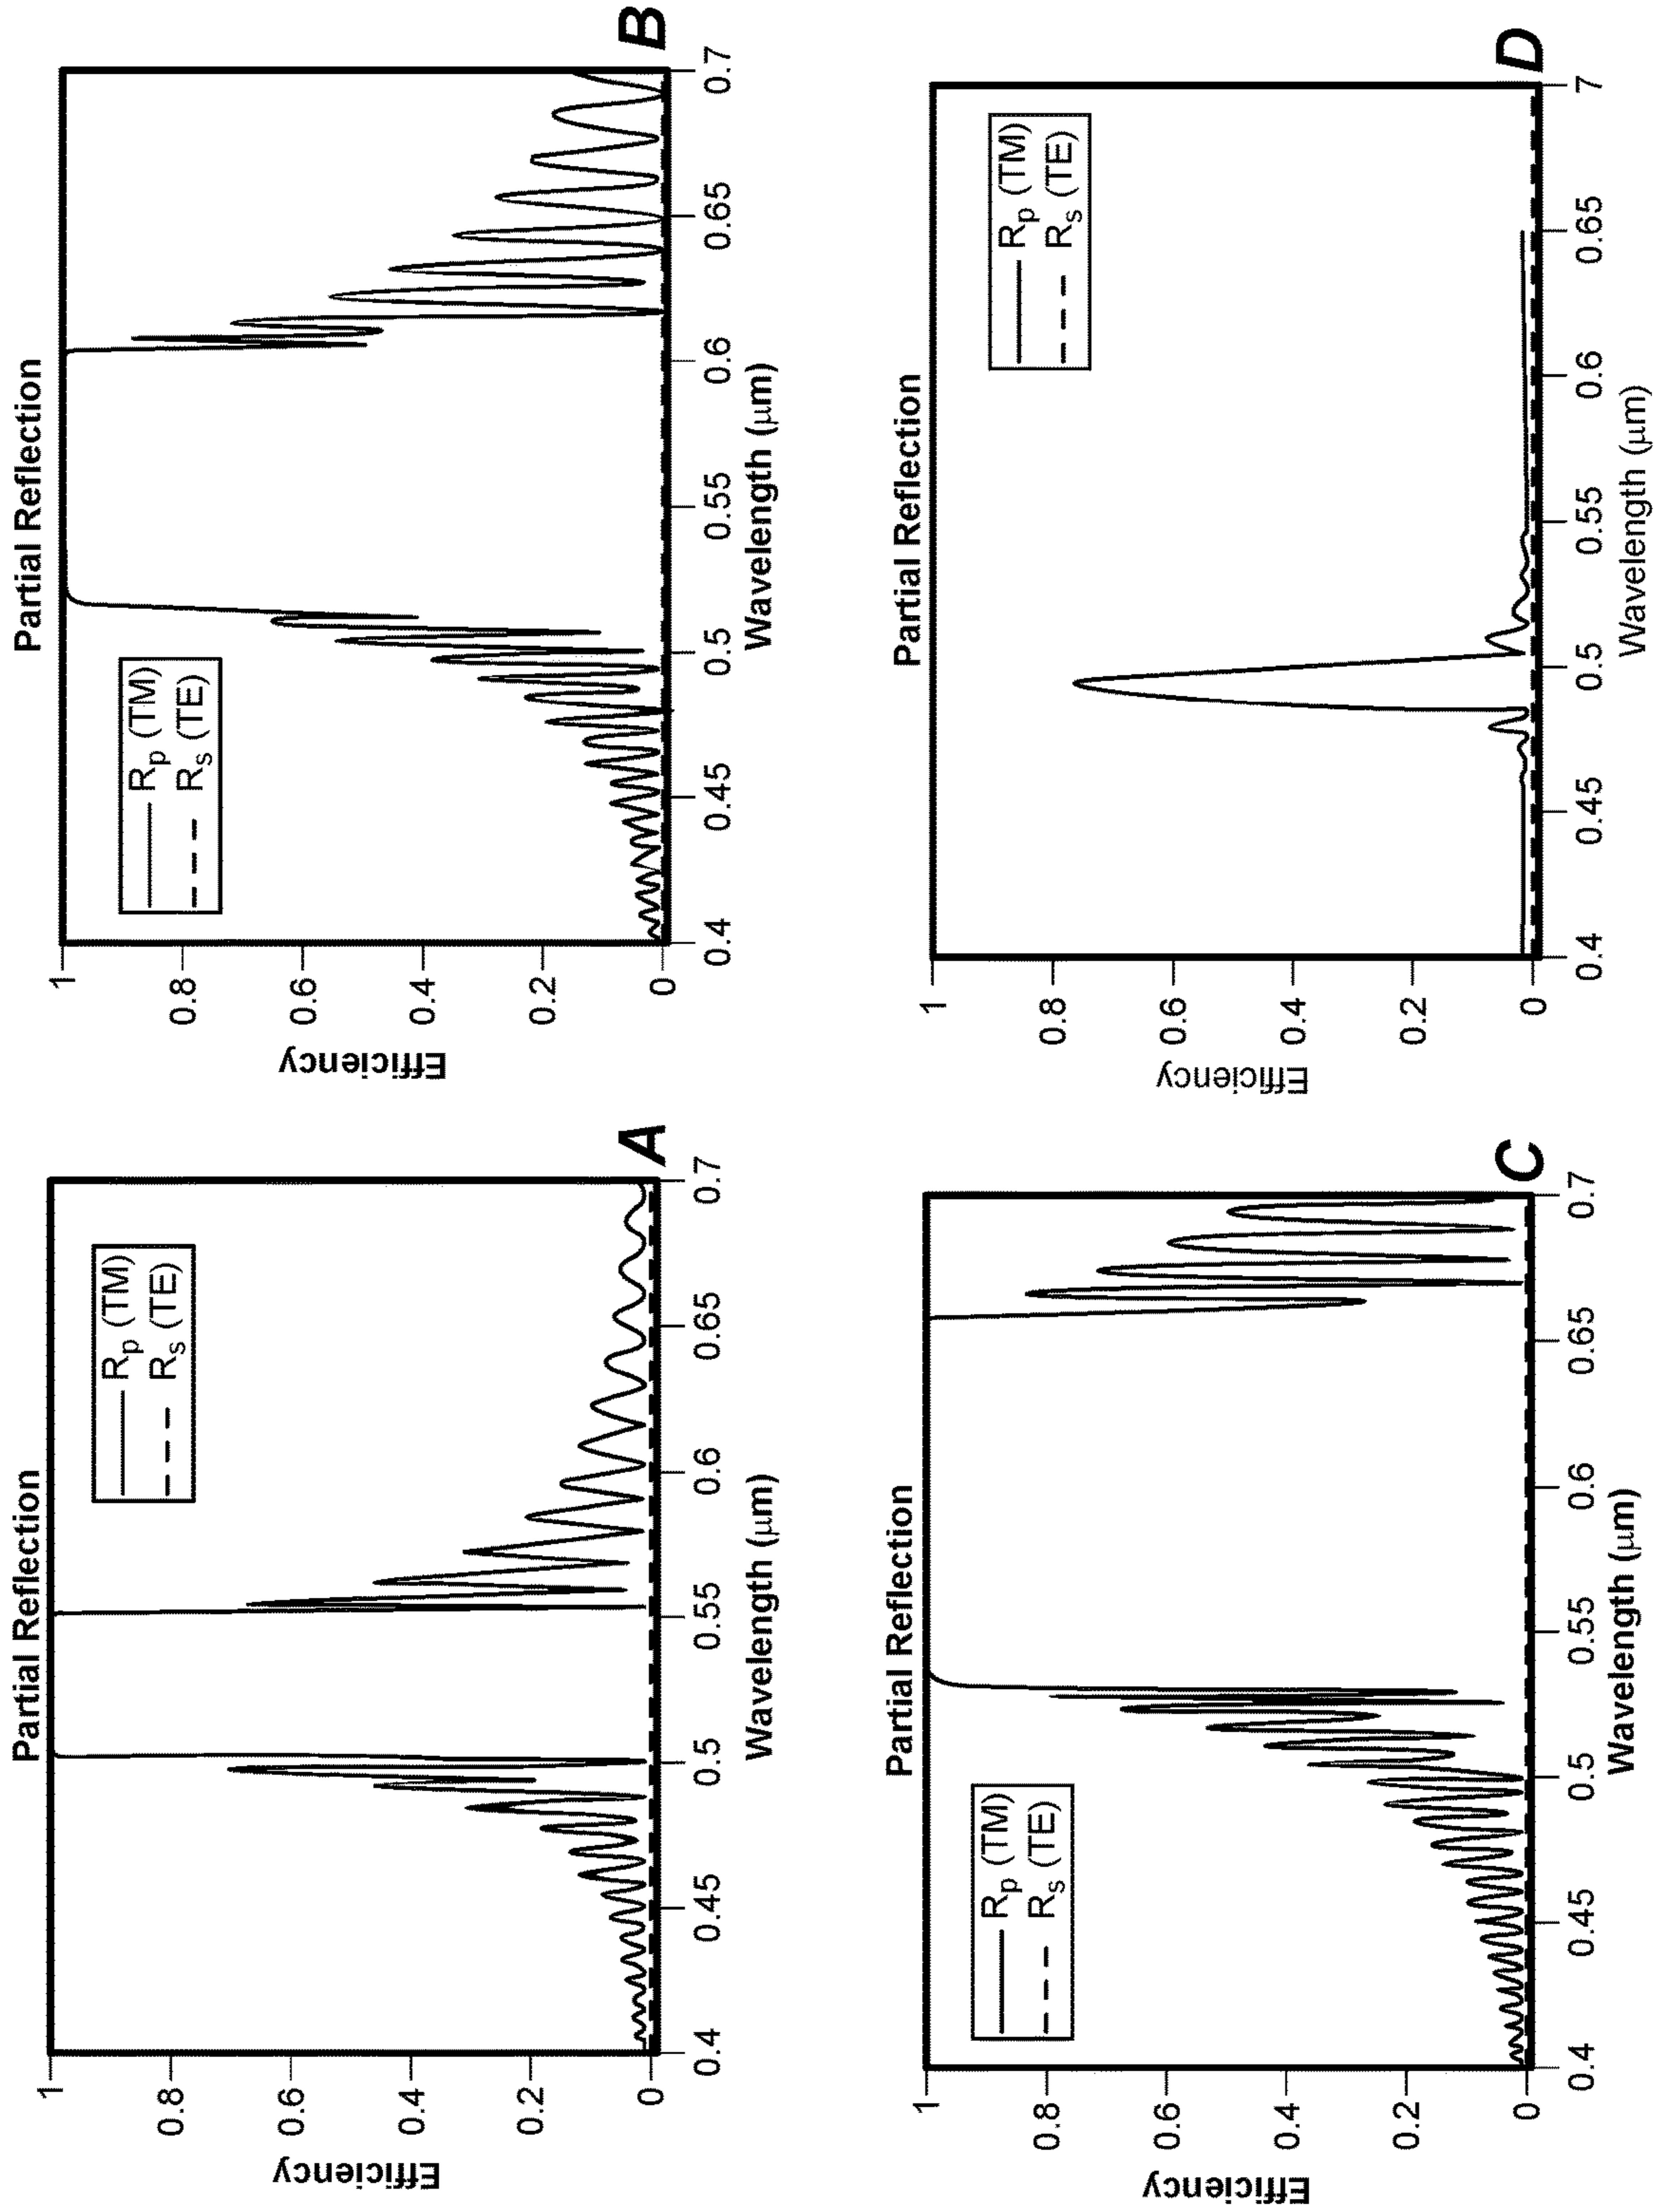 Partial Reflection
Efficiency
1
0.8
0.6
0.4
0.2
0
Rp (TM)
Rs (TE)
0.4
0.45
0.5
0.55
0.6
0.65
0.7
Wavelength (μm)
A
Partial Reflection
Efficiency
1
0.8
0.6
0.4
0.2
0
Rp (TM)
Rs (TE)
0.4
0.45
0.5
0.55
0.6
0.65
0.7
Wavelength (μm)
B
Partial Reflection
Efficiency
1
0.8
0.6
0.4
0.2
0
Rp (TM)
Rs (TE)
0.4
0.45
0.5
0.55
0.6
0.65
0.7
Wavelength (μm)
C
Partial Reflection
Efficiency
1
0.8
0.6
0.4
0.2
0
Rp (TM)
Rs (TE)
0.4
0.45
0.5
0.55
0.6
0.65
7
Wavelength (μm)
D